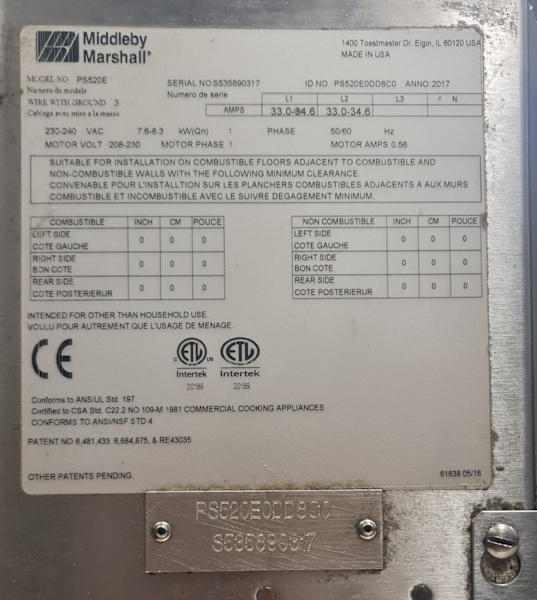 Middleby
Marshall®
1400 Toastmaster Dr. Elgin, IL 60120 USA
MADE IN USA
MODEL NO. PS520E SERIAL NO S535890317 ID NO. PS520E0DD8C0 ANNO: 2017
Numero de modele Numero de serie
WIRE WITH GROUND 3 L1 L2 L3 N
Cablage avec mise a la masse AMPS 33.0-34.6 33.0-34.6
230-240 VAC 7.6-8.3 kW(Qn) 1 PHASE 50/60 Hz
MOTOR VOLT 208-230 MOTOR PHASE 1 MOTOR AMPS 0.56
SUITABLE FOR INSTALLATION ON COMBUSTIBLE FLOORS ADJACENT TO COMBUSTIBLE AND
NON-COMBUSTIBLE WALLS WITH THE FOLLOWING MINIMUM CLEARANCE.
CONVENABLE POUR L'INSTALLTION SUR LES PLANCHERS COMBUSTIBLES ADJACENTS A AUX MURS
COMBUSTIBLE ET INCOMBUSTIBLE AVEC LE SUIVRE DEGAGEMENT MINIMUM.
COMBUSTIBLE INCH CM POUCE
LEFT SIDE
COTE GAUCHE 0 0 0
RIGHT SIDE
BON COTE 0 0 0
REAR SIDE
COTE POSTERIERUR 0 0 0
NON COMBUSTIBLE INCH CM POUCE
LEFT SIDE
COTE GAUCHE 0 0 0
RIGHT SIDE
BON COTE 0 0 0
REAR SIDE
COTE POSTERIERUR 0 0 0
INTENDED FOR OTHER THAN HOUSEHOLD USE.
VOULU POUR AUTREMENT QUE L'USAGE DE MENAGE.
CE
C ETL US
Intertek
2001869
ETL
Intertek
2001869
Conforms to ANSI/UL Std. 197
Certified to CSA Std. C22.2 NO 109-M 1981 COMMERCIAL COOKING APPLIANCES
CONFORMS TO ANSI/NSF STD 4
PATENT NO 6,481,433 6,684,875, & RE43035
OTHER PATENTS PENDING.
61638 05/16
PS520E0DD8C0
S535890317